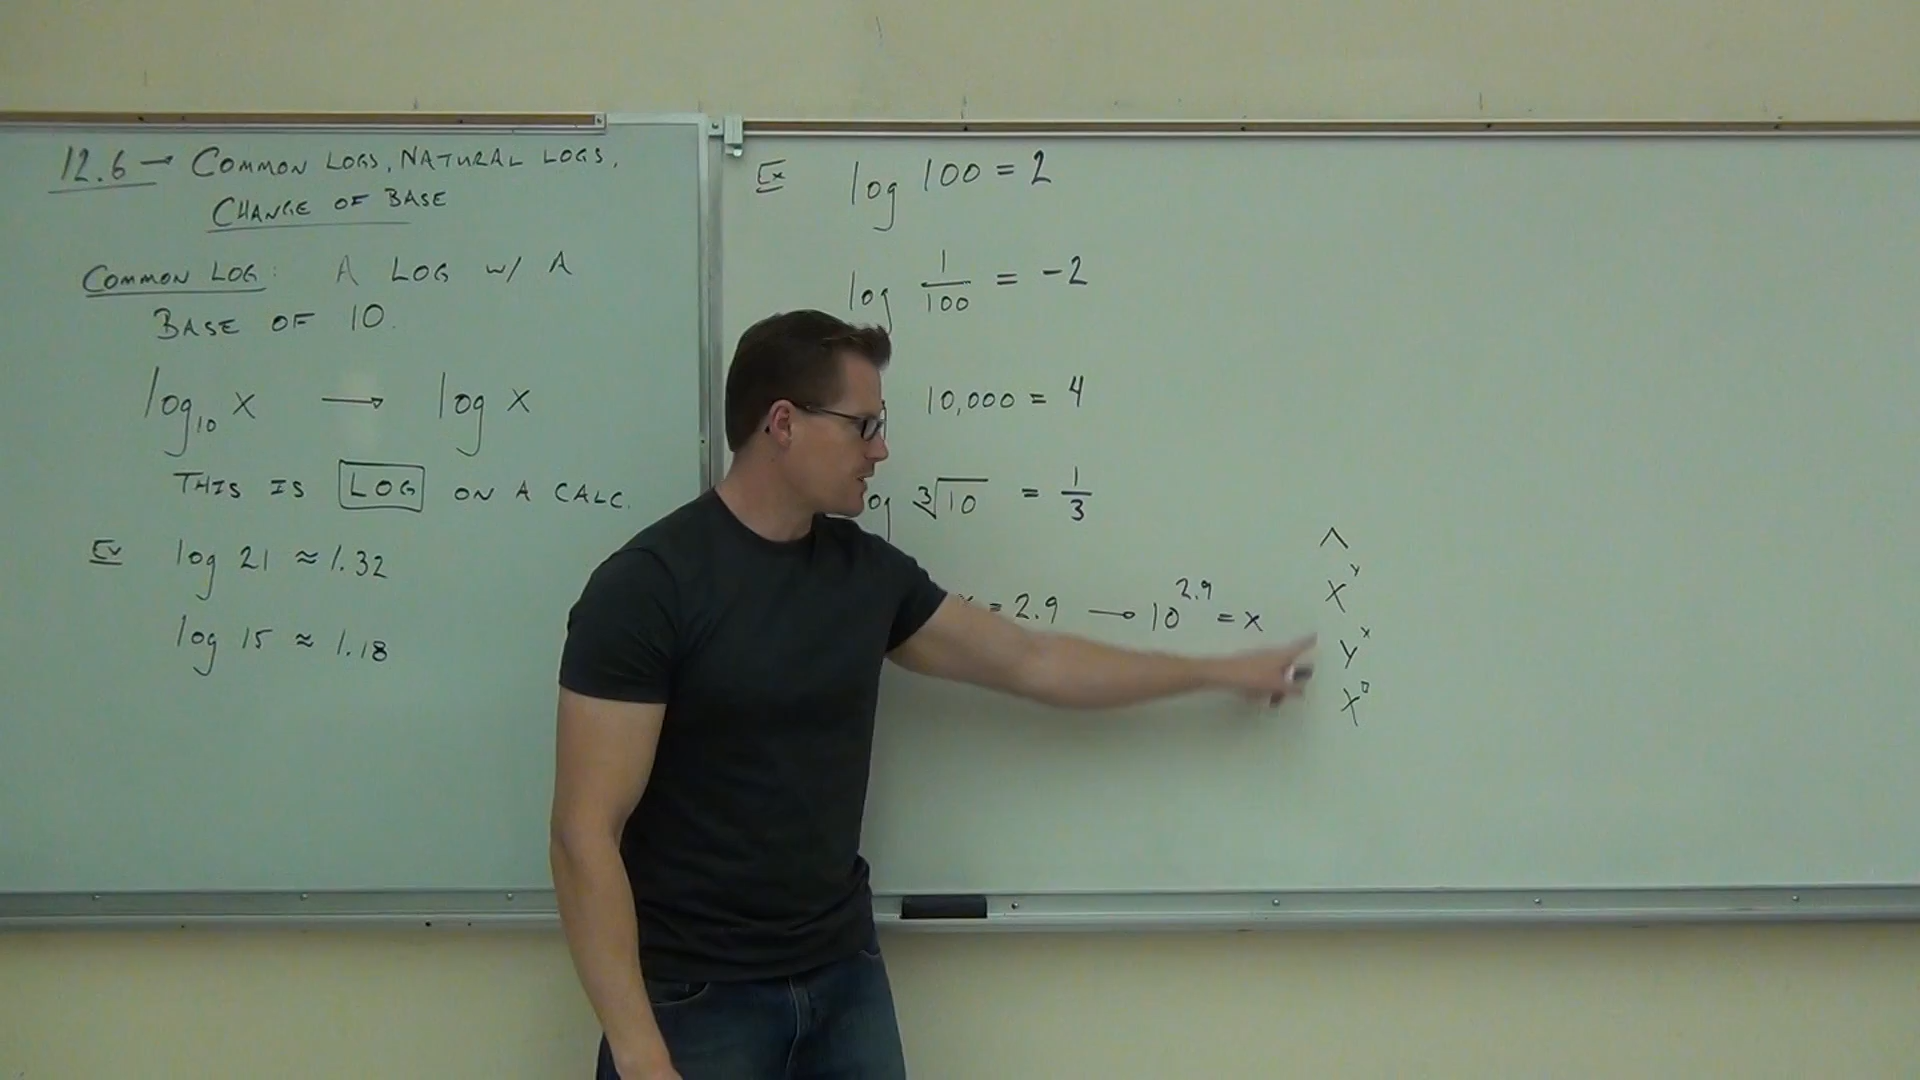 12.6 → COMMON LOGS, NATURAL LOGS,
CHANGE OF BASE
COMMON LOG: A LOG w/ A
BASE OF 10.
log₁₀ x → log x
THIS IS LOG ON A CALC.
Ex log 21 ≈ 1.32
log 15 ≈ 1.18
Ex log 100 = 2
log 1/100 = -2
10,000 = 4
log ∛10 = 1/3
x = 2.9 → 10^2.9 = x
^
x^y
y^x
x^□